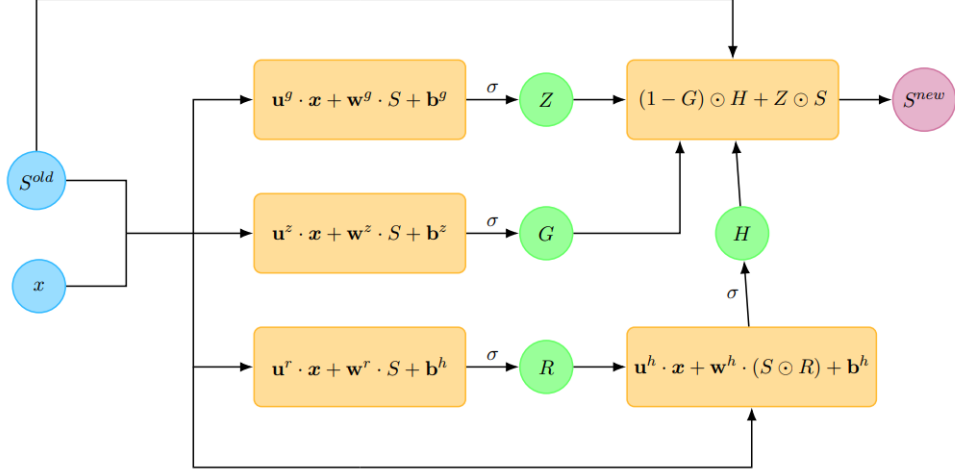 u^g · x + w^g · S + b^g
σ
Z
(1 − G) ⊙ H + Z ⊙ S
S^{new}
S^{old}
u^z · x + w^z · S + b^z
σ
G
H
x
σ
u^r · x + w^r · S + b^h
σ
R
u^h · x + w^h · (S ⊙ R) + b^h